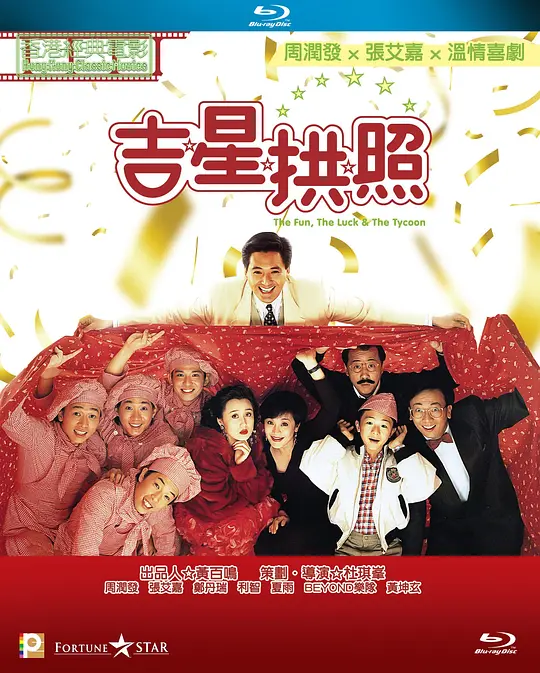 Blu-ray Disc
香港經典電影
Hong Kong Classic Movies
周潤發 × 張艾嘉 × 溫情喜劇
吉星拱照
The Fun, The Luck & The Tycoon
出品人☆黃百鳴 策劃・導演☆杜琪峯
周潤發 張艾嘉 鄭丹瑞 利智 夏雨 BEYOND樂隊 黃坤玄
P
FORTUNE STAR
Blu-ray Disc